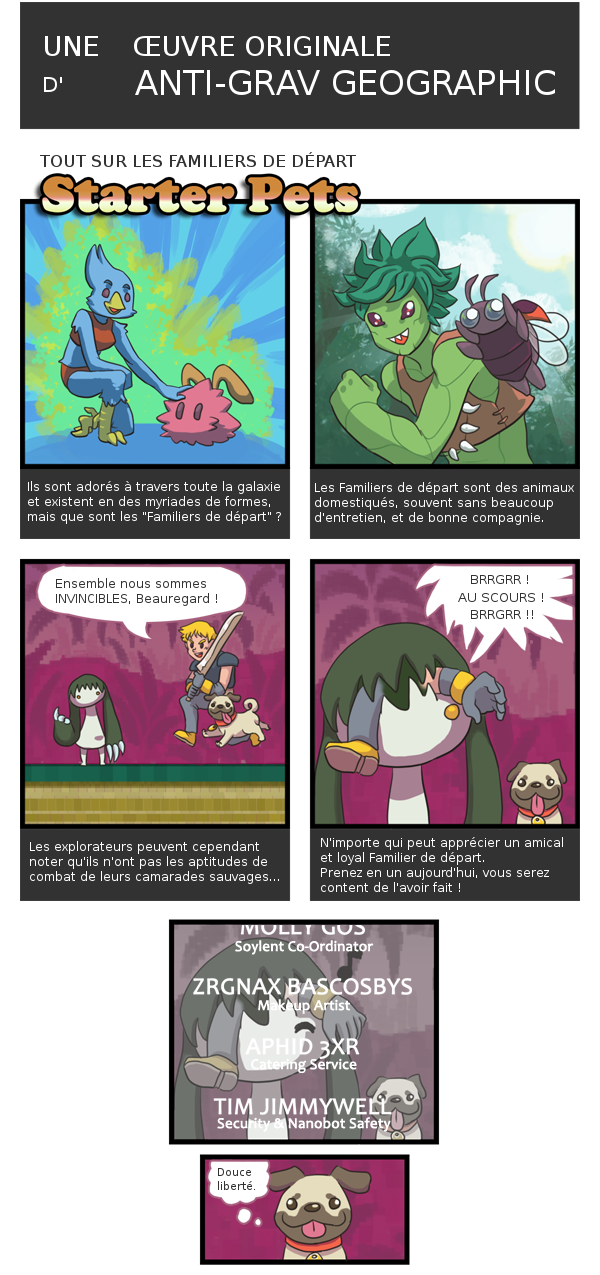 UNE ŒUVRE ORIGINALE
D' ANTI-GRAV GEOGRAPHIC
TOUT SUR LES FAMILIERS DE DÉPART
Starter Pets
Ils sont adorés à travers toute la galaxie
et existent en des myriades de formes,
mais que sont les "Familiers de départ" ?
Les Familiers de départ sont des animaux
domestiqués, souvent sans beaucoup
d'entretien, et de bonne compagnie.
Ensemble nous sommes
INVINCIBLES, Beauregard !
Les explorateurs peuvent cependant
noter qu'ils n'ont pas les aptitudes de
combat de leurs camarades sauvages...
BRRGRR !
AU SCOURS !
BRRGRR !!
N'importe qui peut apprécier un amical
et loyal Familier de départ.
Prenez en un aujourd'hui, vous serez
content de l'avoir fait !
MOLLY GOS
Soylent Co-Ordinator
ZRGNAX BASCOSBYS
Makeup Artist
APHID 3XR
Catering Service
TIM JIMMYWELL
Security & Nanobot Safety
Douce
liberté.